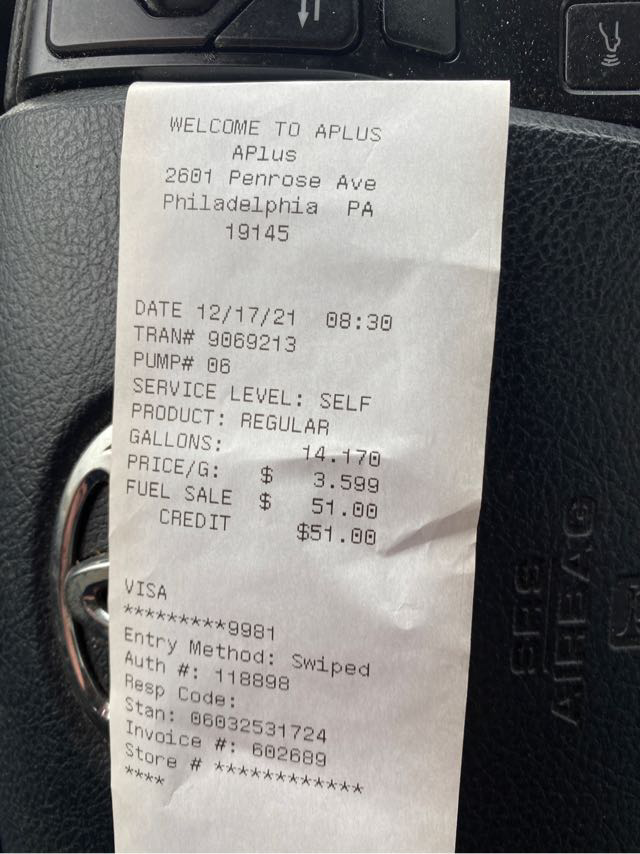 WELCOME TO APLUS
APlus
2601 Penrose Ave
Philadelphia PA
19145
DATE 12/17/21 08:30
TRAN# 9069213
PUMP# 06
SERVICE LEVEL: SELF
PRODUCT: REGULAR
GALLONS: 14.170
PRICE/G: $ 3.599
FUEL SALE $ 51.00
CREDIT $51.00
VISA
*********9981
Entry Method: Swiped
Auth #: 118898
Resp Code:
Stan: 06032531724
Invoice #: 602689
Store # ************
****
SRS
AIRBAG